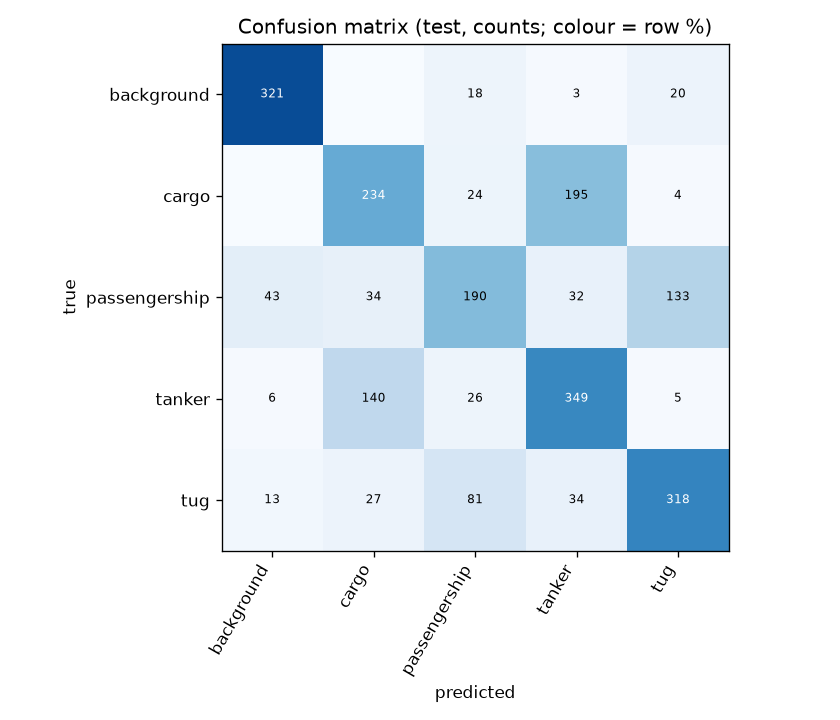 Confusion matrix (test, counts; colour = row %)
background 321 18 3 20
cargo 234 24 195 4
passengership 43 34 190 32 133
tanker 6 140 26 349 5
tug 13 27 81 34 318
true
background cargo passengership tanker tug
predicted